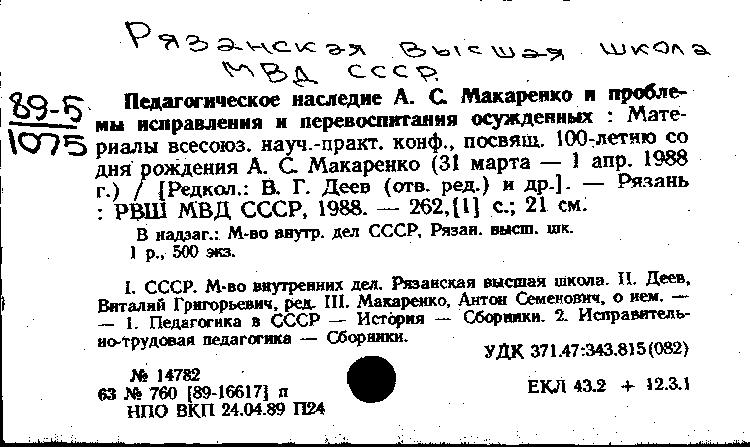 Рязанская высшая школа
МВД СССР.
89-5
1075
Педагогическое наследие А. С. Макаренко и пробле-
мы исправления и перевоспитания осужденных : Мате-
риалы всесоюз. науч.-практ. конф., посвящ. 100-летию со
дня рождения А. С. Макаренко (31 марта — 1 апр. 1988
г.) / [Редкол.: В. Г. Деев (отв. ред.) и др.]. — Рязань
: РВШ МВД СССР, 1988. — 262,[1] с.; 21 см.
В надзаг.: М-во внутр. дел СССР, Рязан. высш. шк.
1 р., 500 экз.
I. СССР. М-во внутренних дел. Рязанская высшая школа. II. Деев,
Виталий Григорьевич, ред. III. Макаренко, Антон Семенович, о нем. —
— 1. Педагогика в СССР — История — Сборники. 2. Исправитель-
но-трудовая педагогика — Сборники.
УДК 371.47:343.815(082)
№ 14782
63 № 760 [89-16617] п
ЕКЛ 43.2 + 12.3.1
НПО ВКП 24.04.89 П24